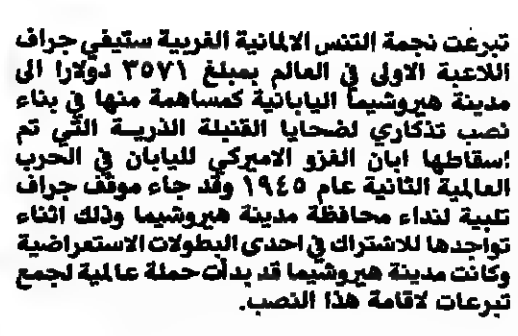 تبرعت نجمة التنس الالمانية الغربية ستيفي جراف
اللاعبة الاولى في العالم بمبلغ ٣٥٧١ دولارا الى
مدينة هيروشيما اليابانية كمساهمة منها في بناء
نصب تذكاري لضحايا القنبلة الذرية التي تم
إسقاطها ابان الغزو الاميركي لليابان في الحرب
العالمية الثانية عام ١٩٤٥ وقد جاء موقف جراف
تلبية لنداء محافظة مدينة هيروشيما وذلك اثناء
تواجدها للاشتراك في احدى البطولات الاستعراضية
وكانت مدينة هيروشيما قد بدأت حملة عالمية لجمع
تبرعات لاقامة هذا النصب.